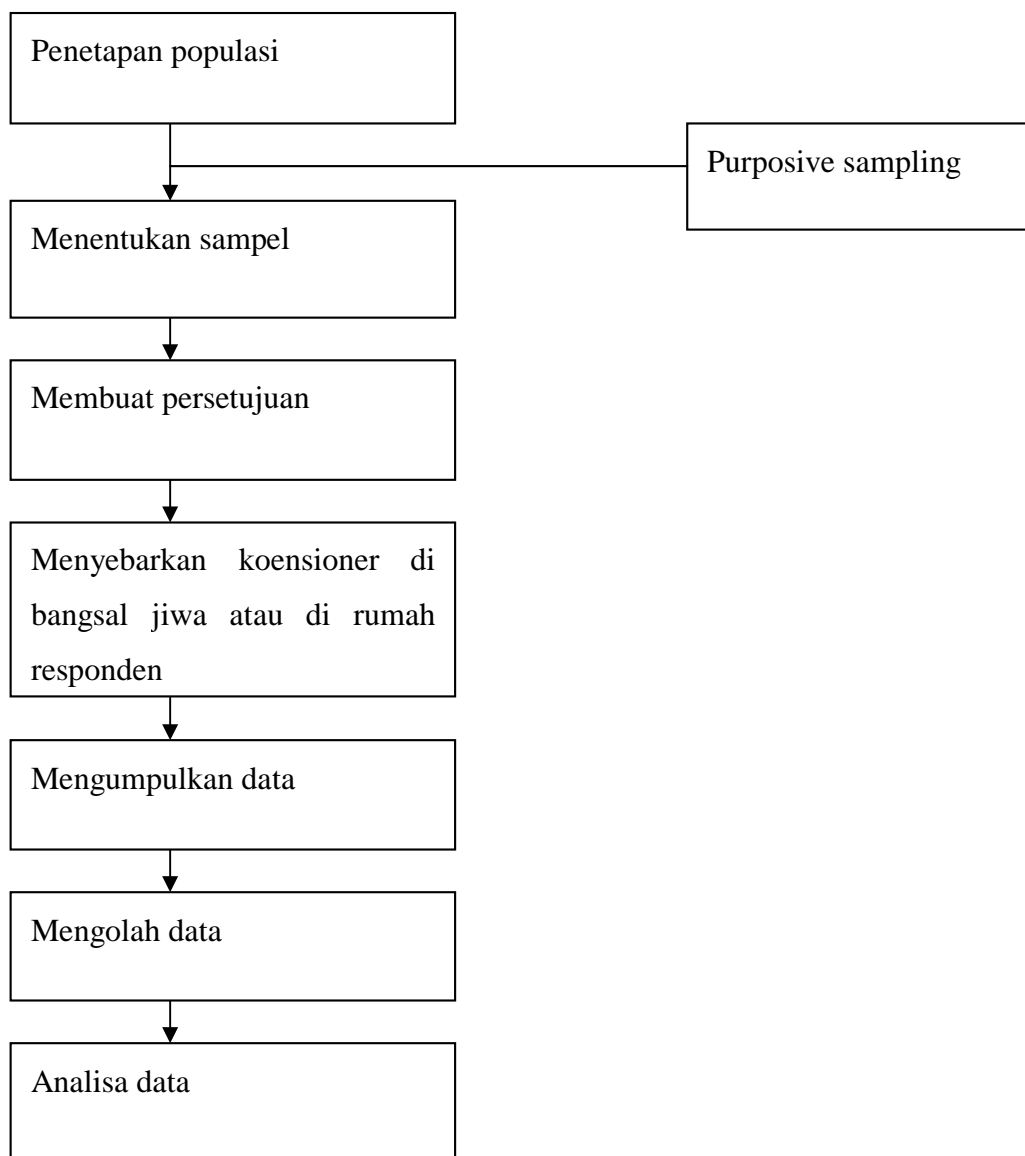 Penetapan populasi
Purposive sampling
Menentukan sampel
Membuat persetujuan
Menyebarkan koensioner di
bangsal jiwa atau di rumah
responden
Mengumpulkan data
Mengolah data
Analisa data